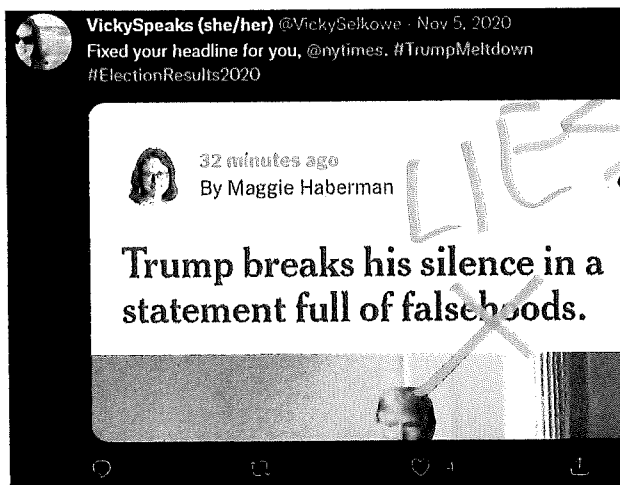 VickySpeaks (she/her) @VickySelkowe · Nov 5, 2020
Fixed your headline for you, @nytimes. #TrumpMeltdown
#ElectionResults2020
LIES
32 minutes ago
By Maggie Haberman
Trump breaks his silence in a
statement full of falsehoods.